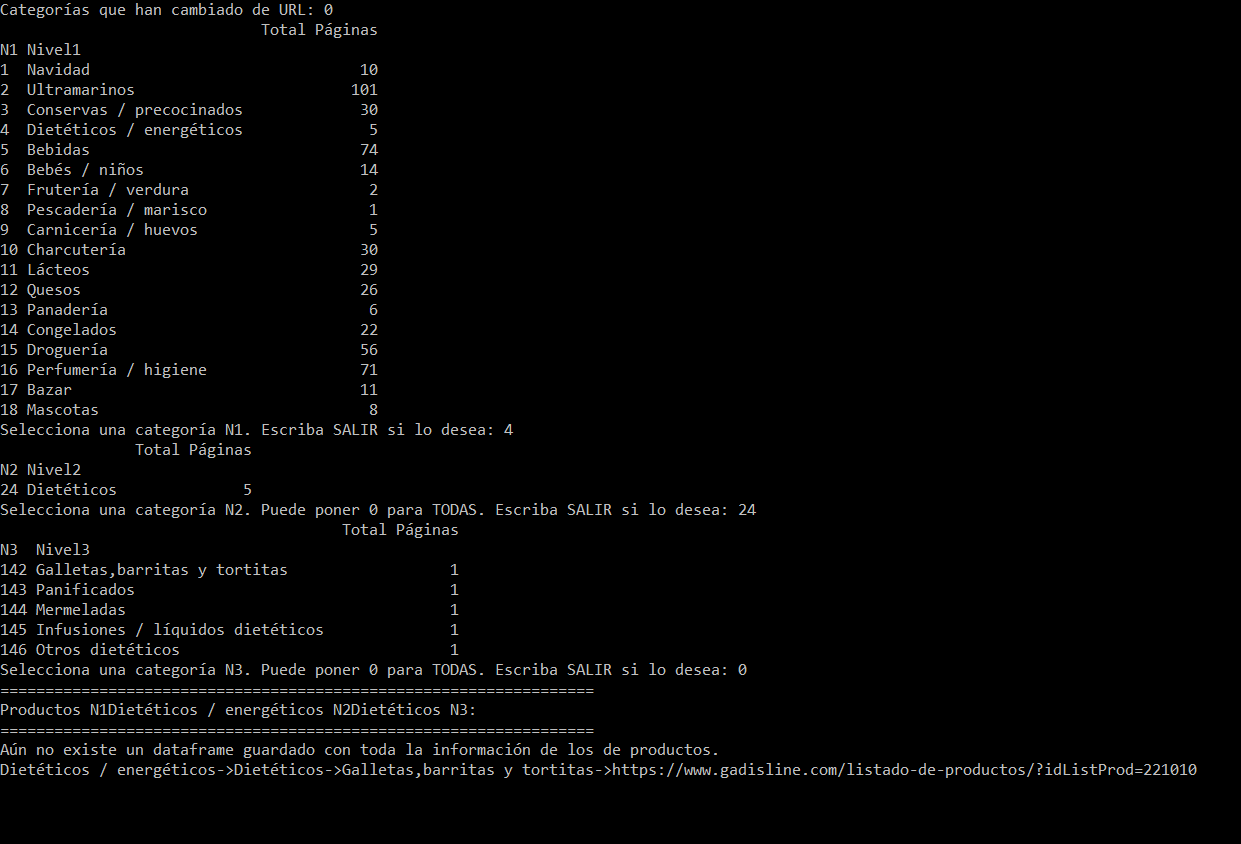 Categorías que han cambiado de URL: 0
Total Páginas
N1 Nivel1
1 Navidad 10
2 Ultramarinos 101
3 Conservas / precocinados 30
4 Dietéticos / energéticos 5
5 Bebidas 74
6 Bebés / niños 14
7 Frutería / verdura 2
8 Pescadería / marisco 1
9 Carnicería / huevos 5
10 Charcutería 30
11 Lácteos 29
12 Quesos 26
13 Panadería 6
14 Congelados 22
15 Droguería 56
16 Perfumería / higiene 71
17 Bazar 11
18 Mascotas 8
Selecciona una categoría N1. Escriba SALIR si lo desea: 4
Total Páginas
N2 Nivel2
24 Dietéticos 5
Selecciona una categoría N2. Puede poner 0 para TODAS. Escriba SALIR si lo desea: 24
Total Páginas
N3 Nivel3
142 Galletas,barritas y tortitas 1
143 Panificados 1
144 Mermeladas 1
145 Infusiones / líquidos dietéticos 1
146 Otros dietéticos 1
Selecciona una categoría N3. Puede poner 0 para TODAS. Escriba SALIR si lo desea: 0
==================================================================
Productos N1Dietéticos / energéticos N2Dietéticos N3:
==================================================================
Aún no existe un dataframe guardado con toda la información de los de productos.
Dietéticos / energéticos->Dietéticos->Galletas,barritas y tortitas->https://www.gadisline.com/listado-de-productos/?idListProd=221010